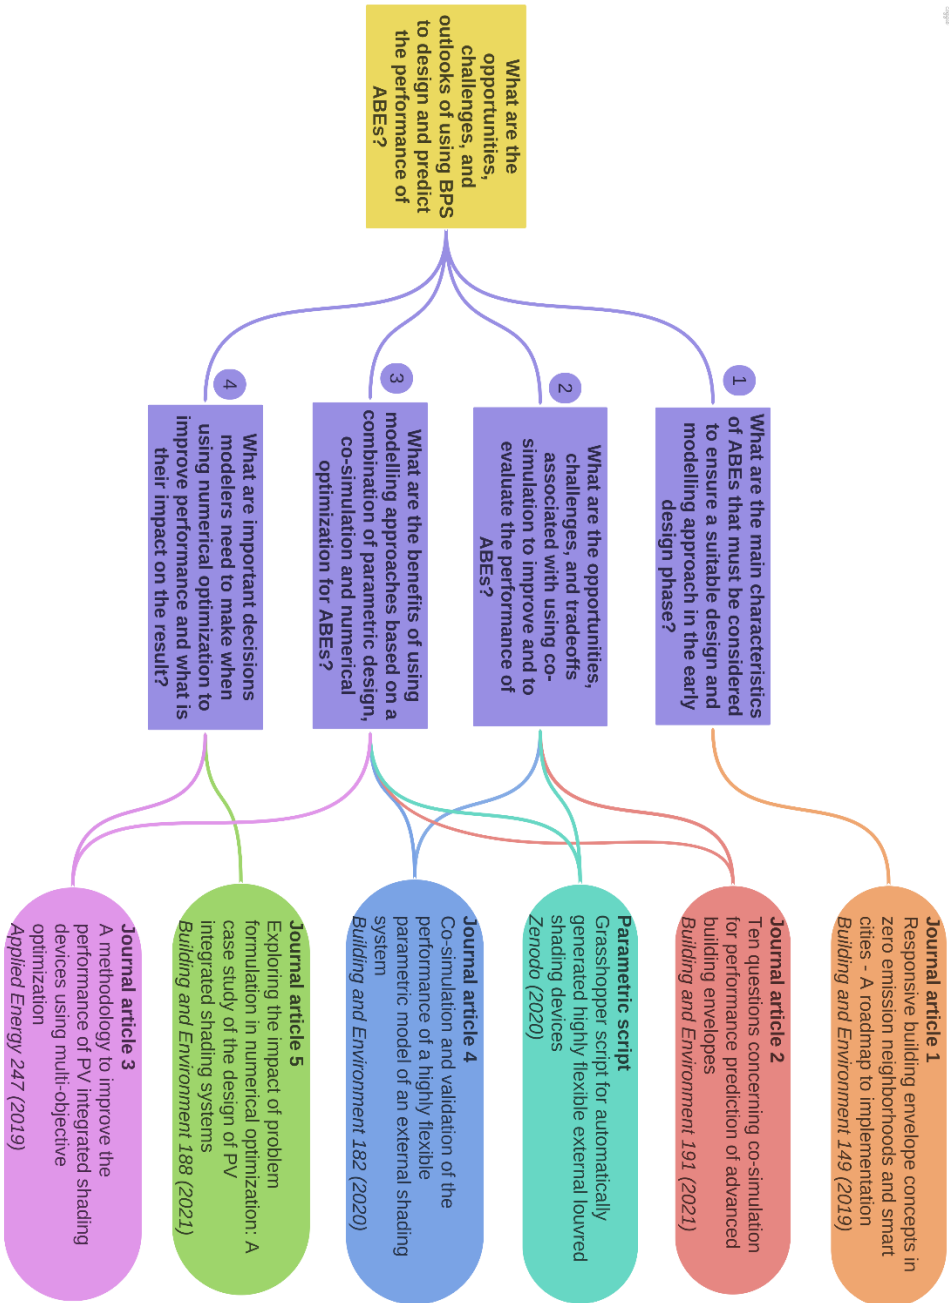 What are the
opportunities,
challenges, and
outlooks of using BPS
to design and predict
the performance of
ABEs?
1
What are the main characteristics
of ABEs that must be considered
to ensure a suitable design and
modelling approach in the early
design phase?
2
What are the opportunities,
challenges, and tradeoffs
associated with using co-
simulation to improve and to
evaluate the performance of
ABEs?
3
What are the benefits of using
modelling approaches based on a
combination of parametric design,
co-simulation and numerical
optimization for ABEs?
4
What are important decisions
modelers need to make when
using numerical optimization to
improve performance and what is
their impact on the result?
Journal article 1
Responsive building envelope concepts in
zero emission neighborhoods and smart
cities - A roadmap to implementation
Building and Environment 149 (2019)
Journal article 2
Ten questions concerning co-simulation
for performance prediction of advanced
building envelopes
Building and Environment 191 (2021)
Parametric script
Grasshopper script for automatically
generated highly flexible external louvred
shading devices
Zenodo (2020)
Journal article 4
Co-simulation and validation of the
performance of a highly flexible
parametric model of an external shading
system
Building and Environment 182 (2020)
Journal article 5
Exploring the impact of problem
formulation in numerical optimization: A
case study of the design of PV
integrated shading systems
Building and Environment 188 (2021)
Journal article 3
A methodology to improve the
performance of PV integrated shading
devices using multi-objective
optimization
Applied Energy 247 (2019)